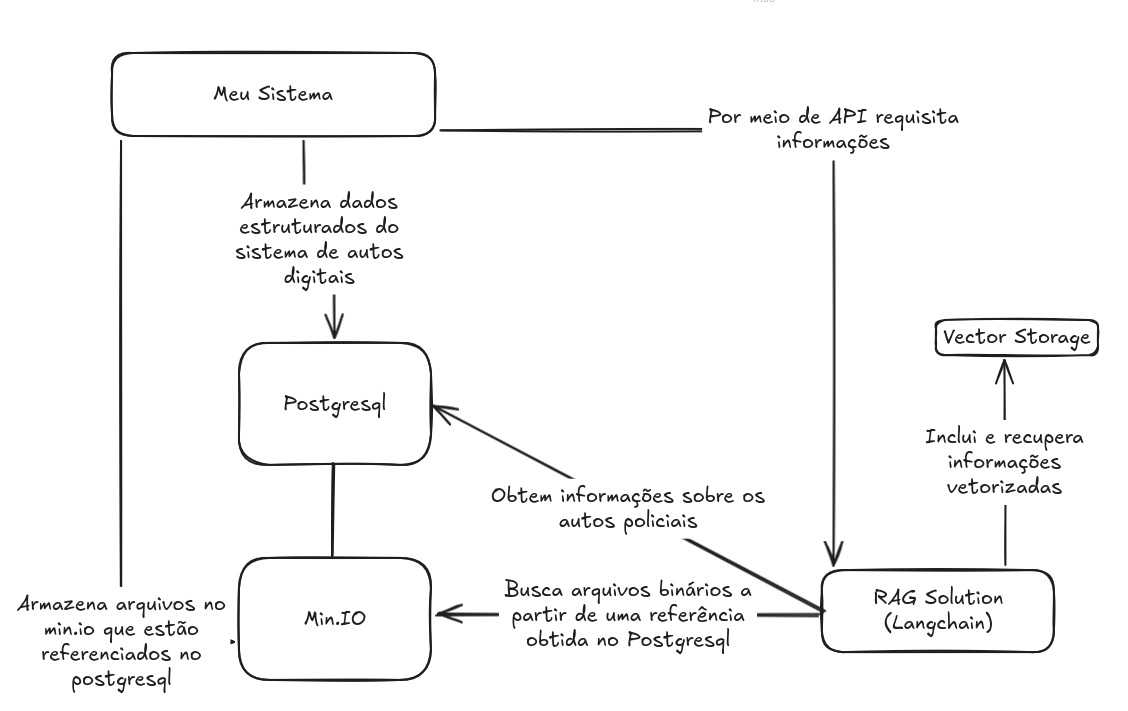 Meu Sistema
Por meio de API requisita
informações
Armazena dados
estruturados do
sistema de autos
digitais
Vector Storage
Postgresql
Inclui e recupera
informações
vetorizadas
Obtem informações sobre os
autos policiais
Armazena arquivos no
min.io que estão
referenciados no
postgresql
Min.IO
Busca arquivos binários a
partir de uma referência
obtida no Postgresql
RAG Solution
(Langchain)